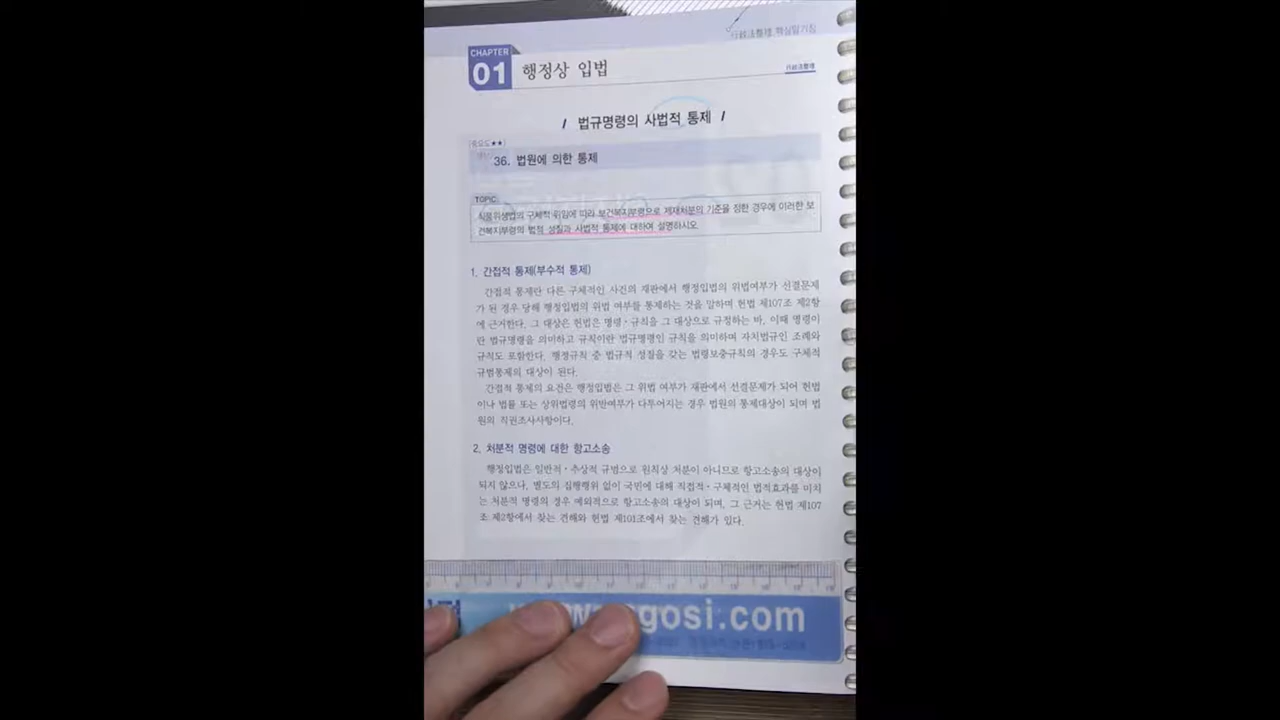 行政法整理 핵심암기장
CHAPTER
01 행정상 입법
行政法整理
/ 법규명령의 사법적 통제 /
(중요도★★)
36. 법원에 의한 통제
TOPIC
식품위생법의 구체적 위임에 따라 보건복지부령으로 제재처분의 기준을 정한 경우에 이러한 보
건복지부령의 법적 성질과 사법적 통제에 대하여 설명하시오.
1. 간접적 통제(부수적 통제)
간접적 통제란 다른 구체적인 사건의 재판에서 행정입법의 위법여부가 선결문제
가 된 경우 당해 행정입법의 위법 여부를 통제하는 것을 말하며 헌법 제107조 제2항
에 근거한다. 그 대상은 헌법은 명령·규칙을 그 대상으로 규정하는 바, 이때 명령이
란 법규명령을 의미하고 규칙이란 법규명령인 규칙을 의미하며 자치법규인 조례와
규칙도 포함한다. 행정규칙 중 법규적 성질을 갖는 법령보충규칙의 경우도 구체적
규범통제의 대상이 된다.
간접적 통제의 요건은 행정입법은 그 위법 여부가 재판에서 선결문제가 되어 헌법
이나 법률 또는 상위법령의 위반여부가 다투어지는 경우 법원의 통제대상이 되며 법
원의 직권조사사항이다.
2. 처분적 명령에 대한 항고소송
행정입법은 일반적·추상적 규범으로 원칙상 처분이 아니므로 항고소송의 대상이
되지 않으나, 별도의 집행행위 없이 국민에 대해 직접적·구체적인 법적효과를 미치
는 처분적 명령의 경우 예외적으로 항고소송의 대상이 되며, 그 근거는 헌법 제107
조 제2항에서 찾는 견해와 헌법 제101조에서 찾는 견해가 있다.
gosi.com